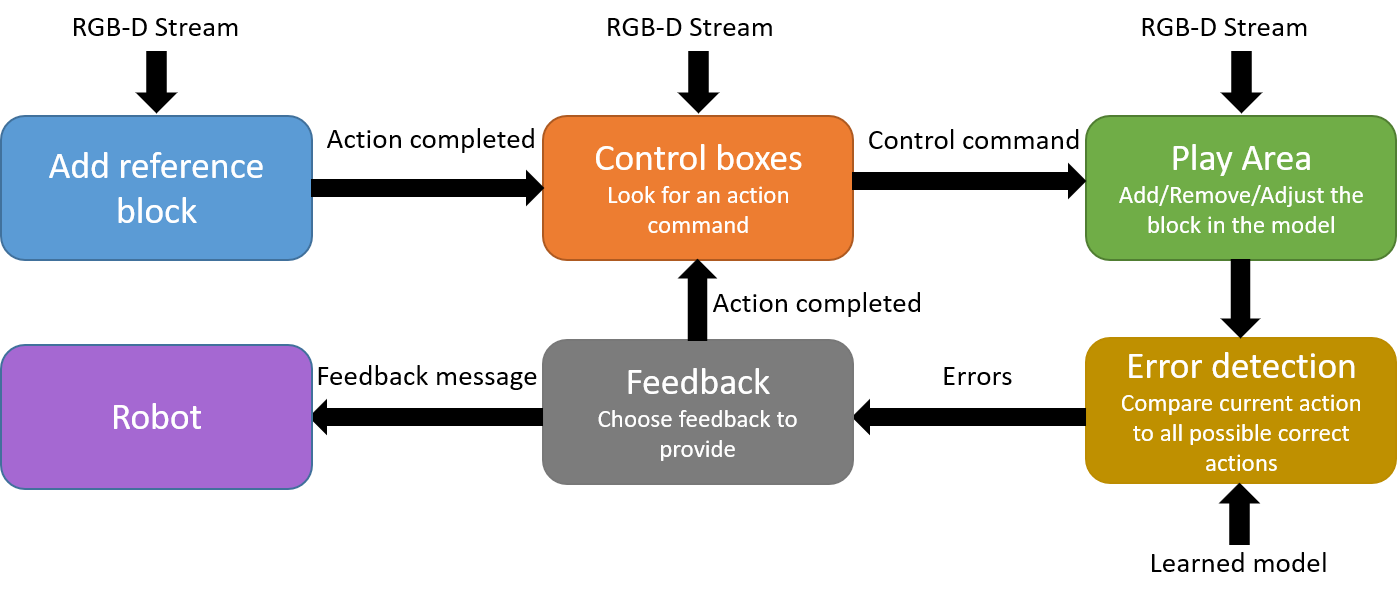 RGB-D Stream
RGB-D Stream
RGB-D Stream
Add reference
block
Action completed
Control boxes
Look for an action
command
Control command
Play Area
Add/Remove/Adjust the
block in the model
Action completed
Robot
Feedback message
Feedback
Choose feedback to
provide
Errors
Error detection
Compare current action
to all possible correct
actions
Learned model